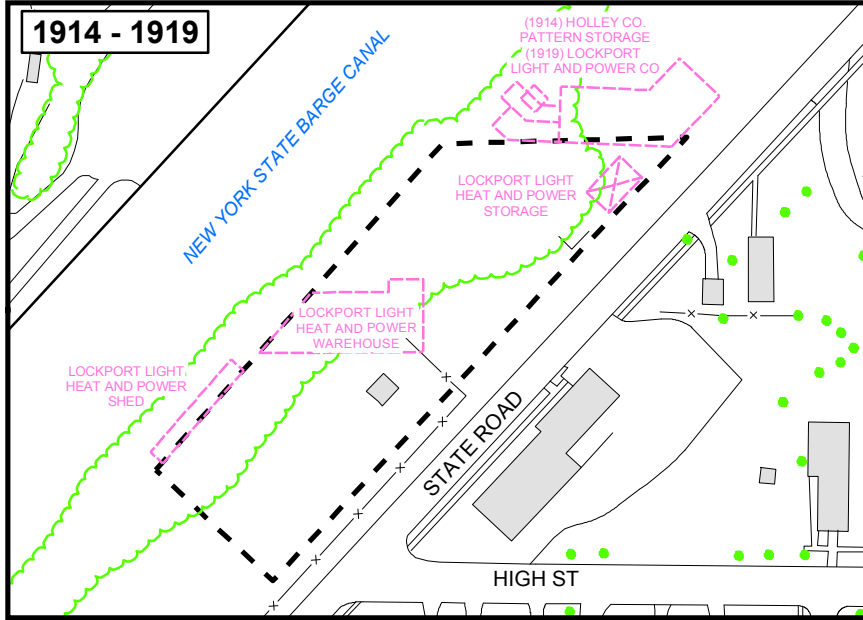 1914 - 1919
(1914) HOLLEY CO.
PATTERN STORAGE
(1919) LOCKPORT
LIGHT AND POWER CO
NEW YORK STATE BARGE CANAL
LOCKPORT LIGHT
HEAT AND POWER
STORAGE
LOCKPORT LIGHT
HEAT AND POWER
WAREHOUSE
LOCKPORT LIGHT
HEAT AND POWER
SHED
STATE ROAD
HIGH ST